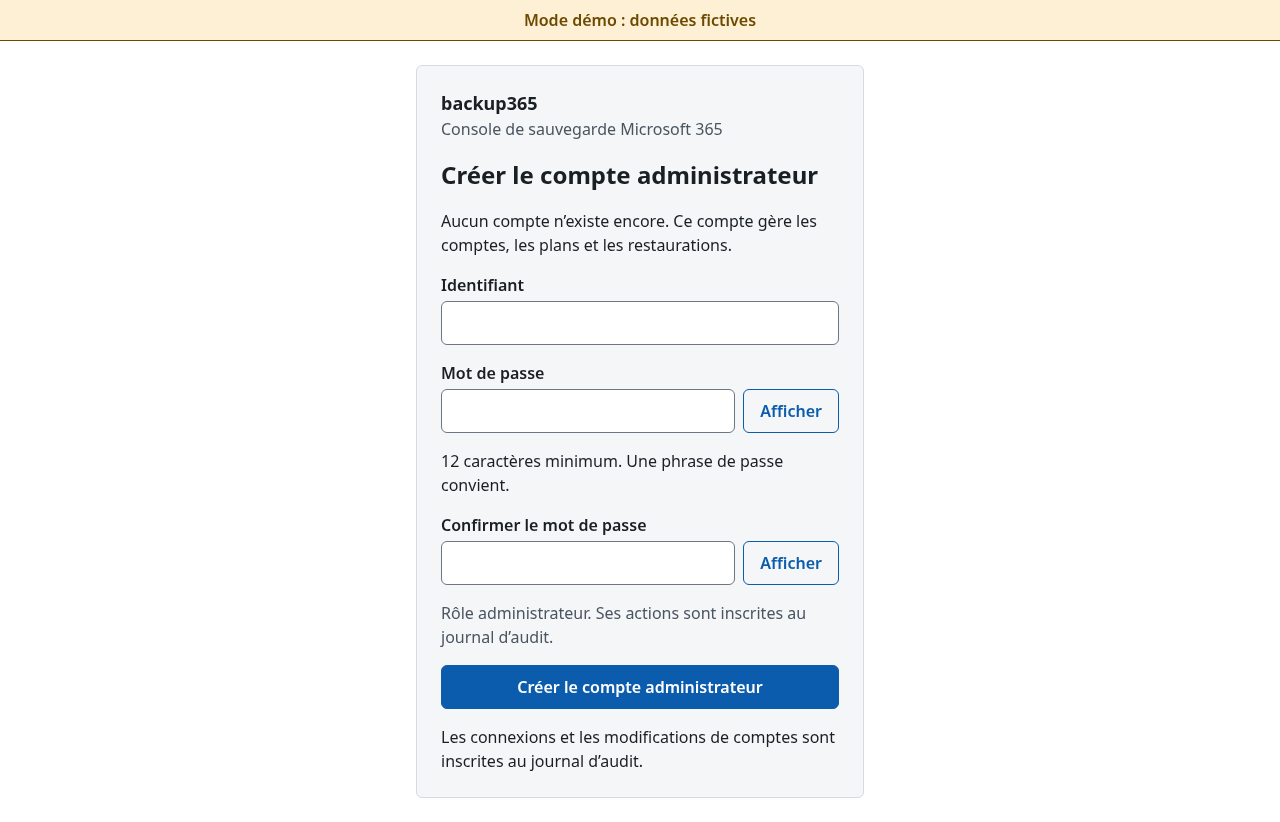 Mode démo : données fictives
backup365
Console de sauvegarde Microsoft 365
Créer le compte administrateur
Aucun compte n’existe encore. Ce compte gère les
comptes, les plans et les restaurations.
Identifiant
Mot de passe
Afficher
12 caractères minimum. Une phrase de passe
convient.
Confirmer le mot de passe
Afficher
Rôle administrateur. Ses actions sont inscrites au
journal d’audit.
Créer le compte administrateur
Les connexions et les modifications de comptes sont
inscrites au journal d’audit.